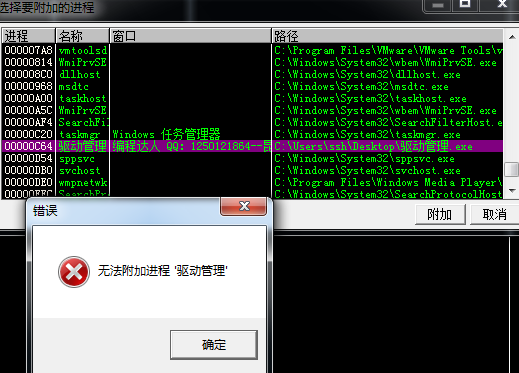 选择要附加的进程
进程 名称 窗口 路径
000007A8 vmtoolsd C:\Program Files\VMware\VMware Tools\v
00000814 WmiPrvSE C:\Windows\System32\wbem\WmiPrvSE.exe
000008C0 dllhost C:\Windows\System32\dllhost.exe
00000968 msdtc C:\Windows\System32\msdtc.exe
00000A00 taskhost C:\Windows\System32\taskhost.exe
00000A5C WmiPrvSE C:\Windows\System32\wbem\WmiPrvSE.exe
00000AF4 SearchFi C:\Windows\System32\SearchFilterHost.e
00000C20 taskmgr Windows 任务管理器 C:\Windows\System32\taskmgr.exe
00000C64 驱动管理 编程达人 QQ: 1250121864-- C:\Users\ssh\Desktop\驱动管理.exe
00000D54 sppsvc C:\Windows\System32\sppsvc.exe
00000DB0 svchost C:\Windows\System32\svchost.exe
00000DE0 wmpnetwk C:\Program Files\Windows Media Player\
SearchPr C:\Windows\System32\SearchProtocolHost
附加 取消
错误
无法附加进程 '驱动管理'
确定